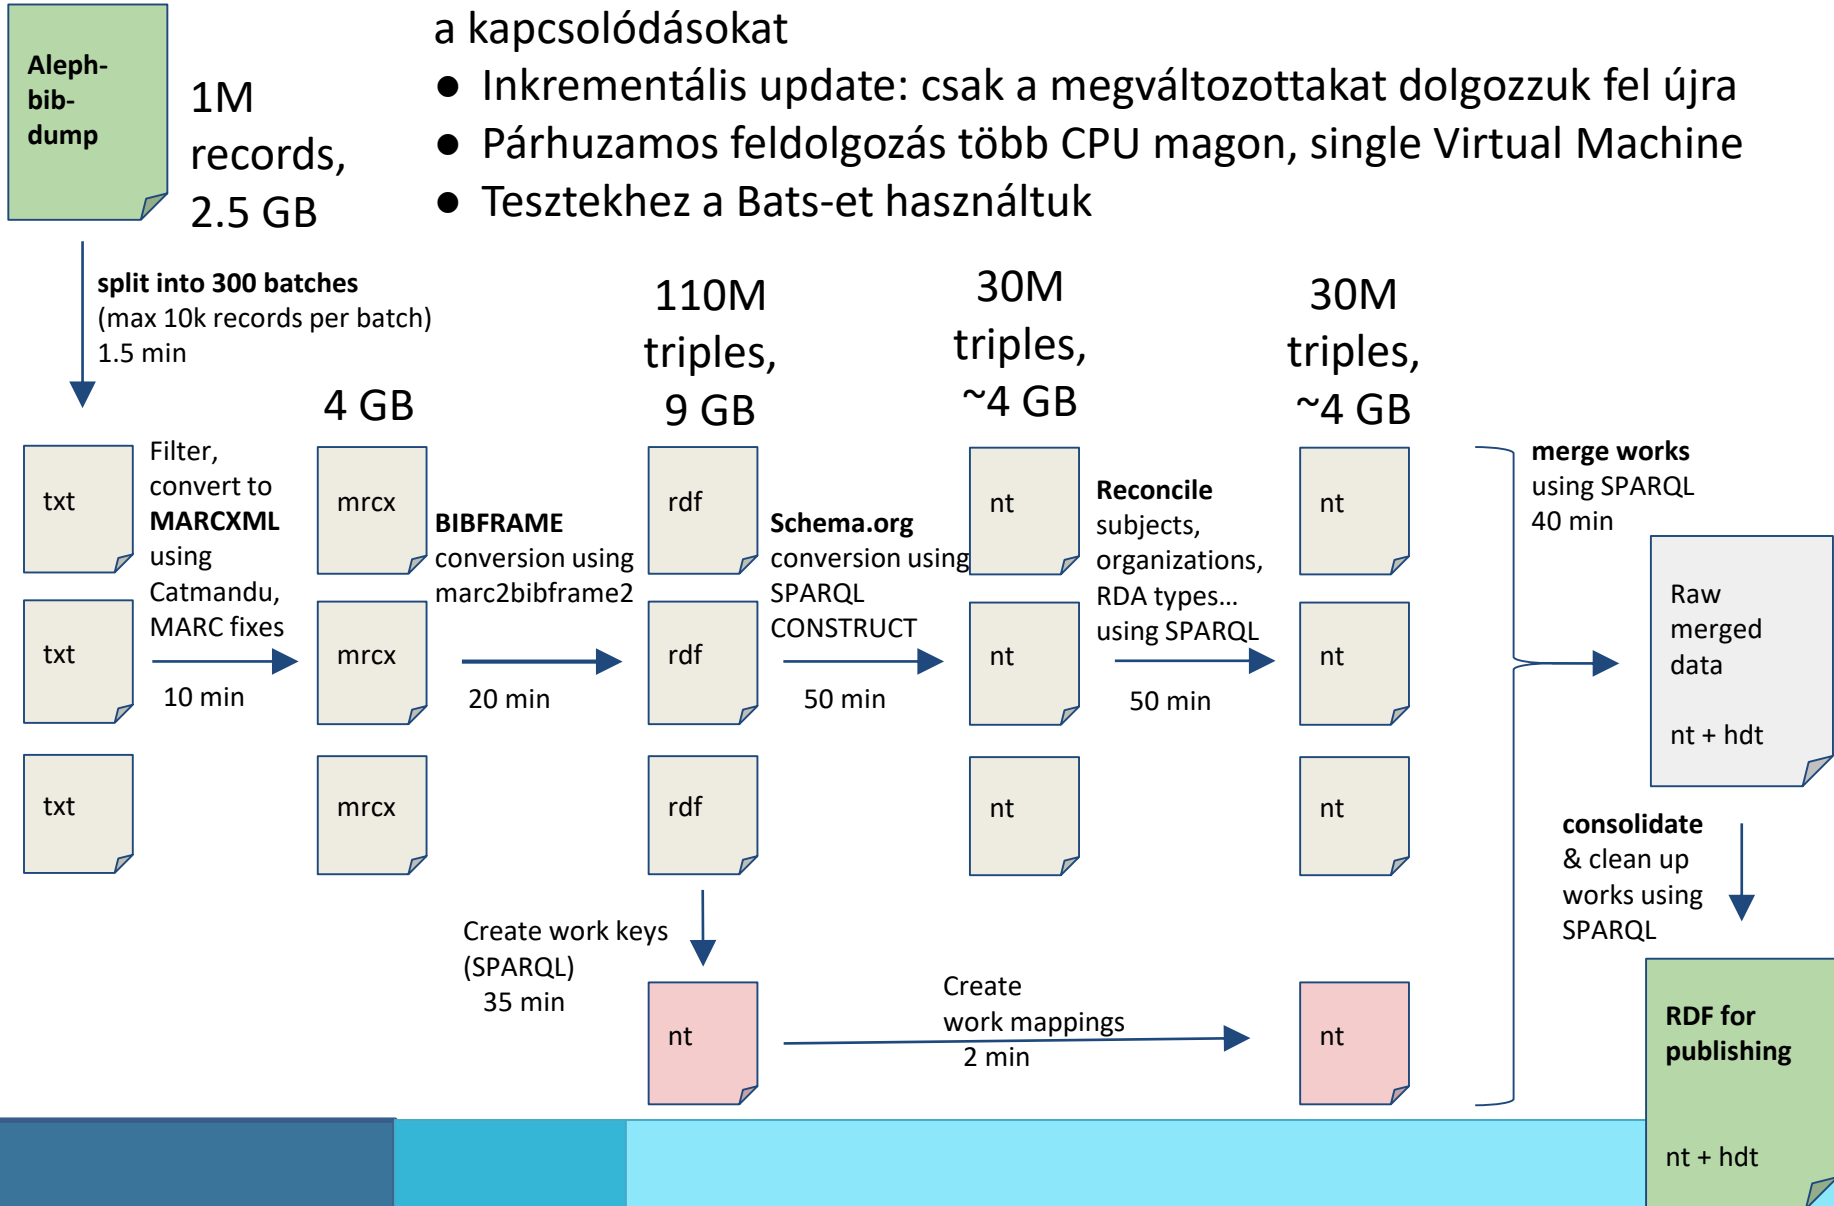 a kapcsolódásokat
● Inkrementális update: csak a megváltozottakat dolgozzuk fel újra
● Párhuzamos feldolgozás több CPU magon, single Virtual Machine
● Tesztekhez a Bats-et használtuk
Aleph-
bib-
dump
1M
records,
2.5 GB
split into 300 batches
(max 10k records per batch)
1.5 min
4 GB
110M
triples,
9 GB
30M
triples,
~4 GB
30M
triples,
~4 GB
txt
txt
txt
Filter,
convert to
MARCXML
using
Catmandu,
MARC fixes
10 min
mrcx
mrcx
mrcx
BIBFRAME
conversion using
marc2bibframe2
20 min
rdf
rdf
rdf
Schema.org
conversion using
SPARQL
CONSTRUCT
50 min
nt
nt
nt
Reconcile
subjects,
organizations,
RDA types...
using SPARQL
50 min
nt
nt
nt
merge works
using SPARQL
40 min
Raw
merged
data
nt + hdt
consolidate
& clean up
works using
SPARQL
Create work keys
(SPARQL)
35 min
nt
Create
work mappings
2 min
nt
RDF for
publishing
nt + hdt